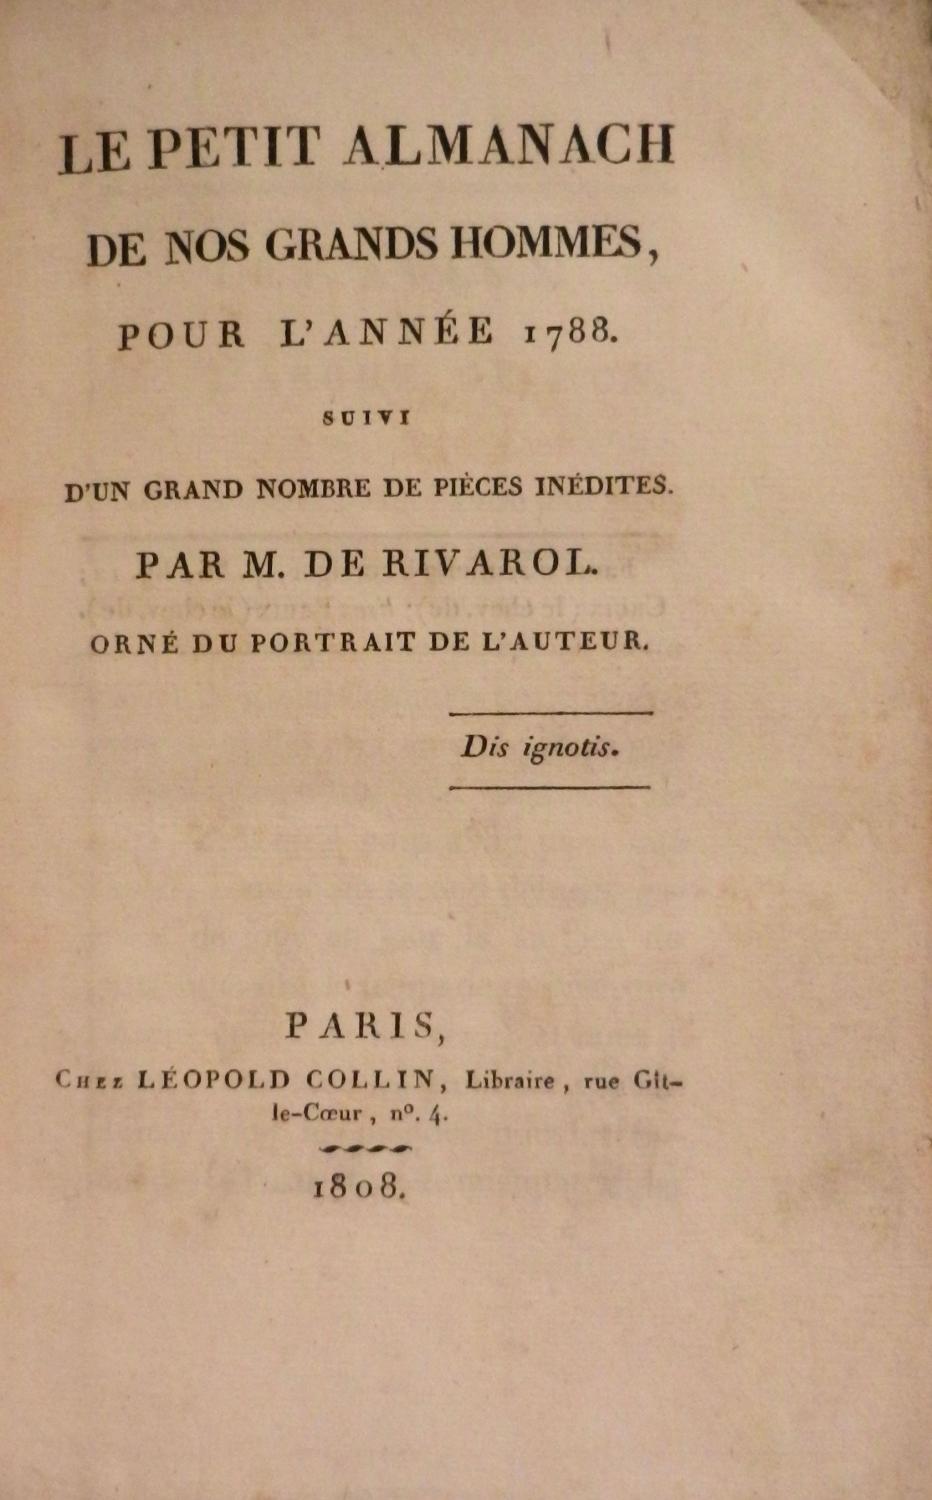 LE PETIT ALMANACH
DE NOS GRANDS HOMMES,
POUR L'ANNÉE 1788.
SUIVI
D'UN GRAND NOMBRE DE PIÈCES INÉDITES.
PAR M. DE RIVAROL.
ORNÉ DU PORTRAIT DE L'AUTEUR.
Dis ignotis.
PARIS,
CHEZ LÉOPOLD COLLIN, Libraire, rue Gît-
le-Cœur, nº. 4.
1808.